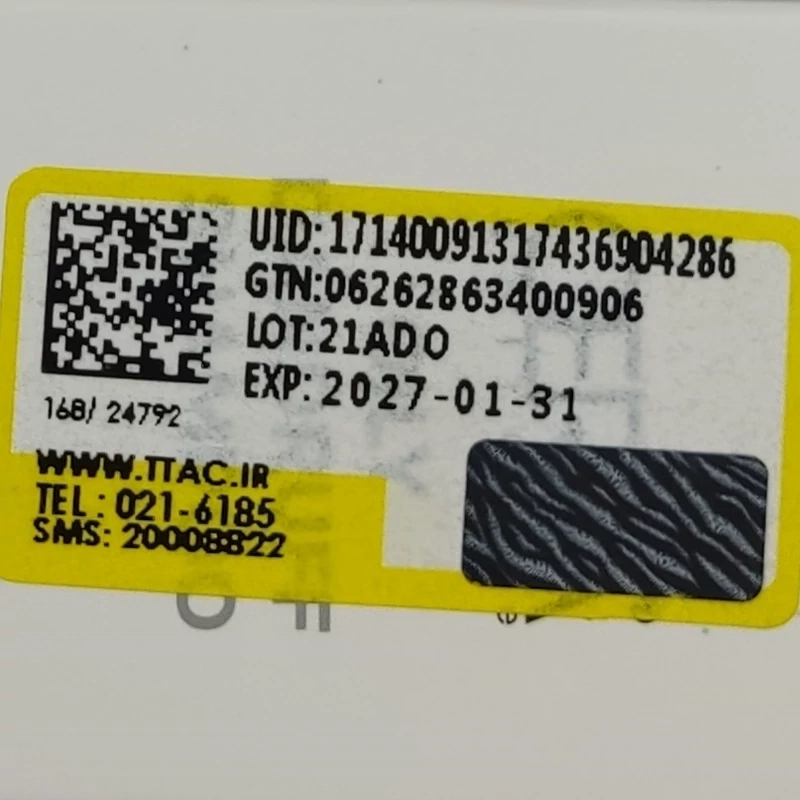 UID:17140091317436904286
GTN:06262863400906
LOT:21ADO
EXP: 2027-01-31
168/ 24792
WWW.TTAC.IR
TEL : 021-6185
SMS: 20008822